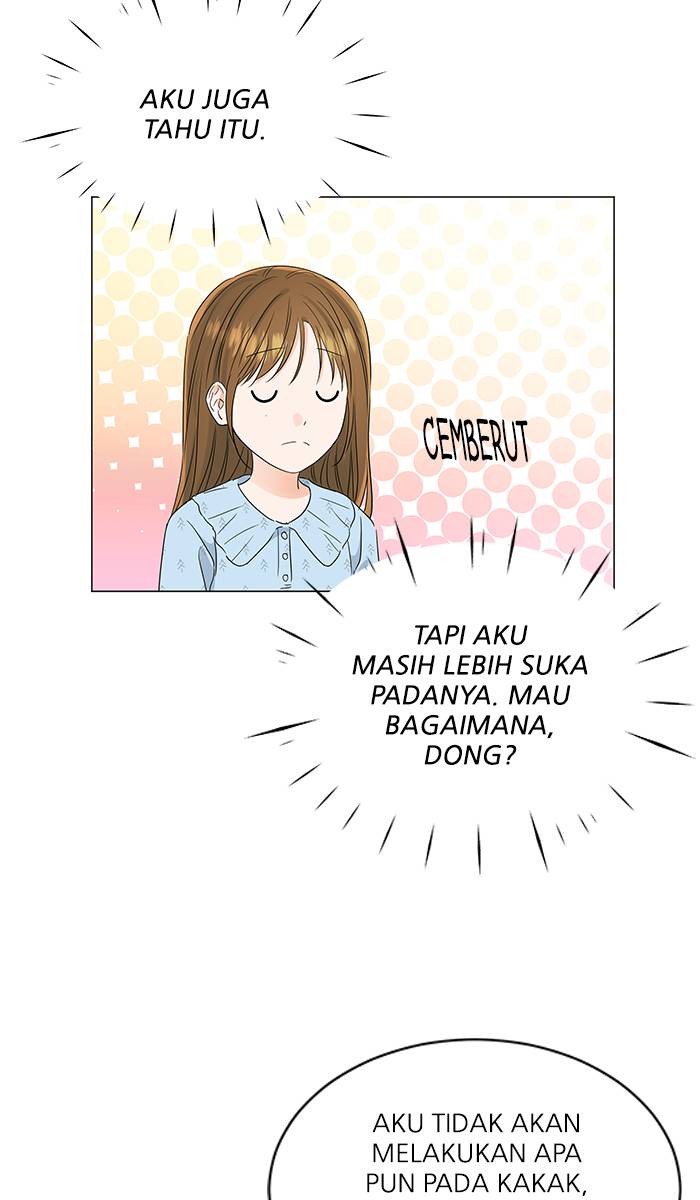 AKU JUGA
TAHU ITU.
CEMBERUT
TAPI AKU
MASIH LEBIH SUKA
PADANYA. MAU
BAGAIMANA,
DONG?
AKU TIDAK AKAN
MELAKUKAN APA
PUN PADA KAKAK,